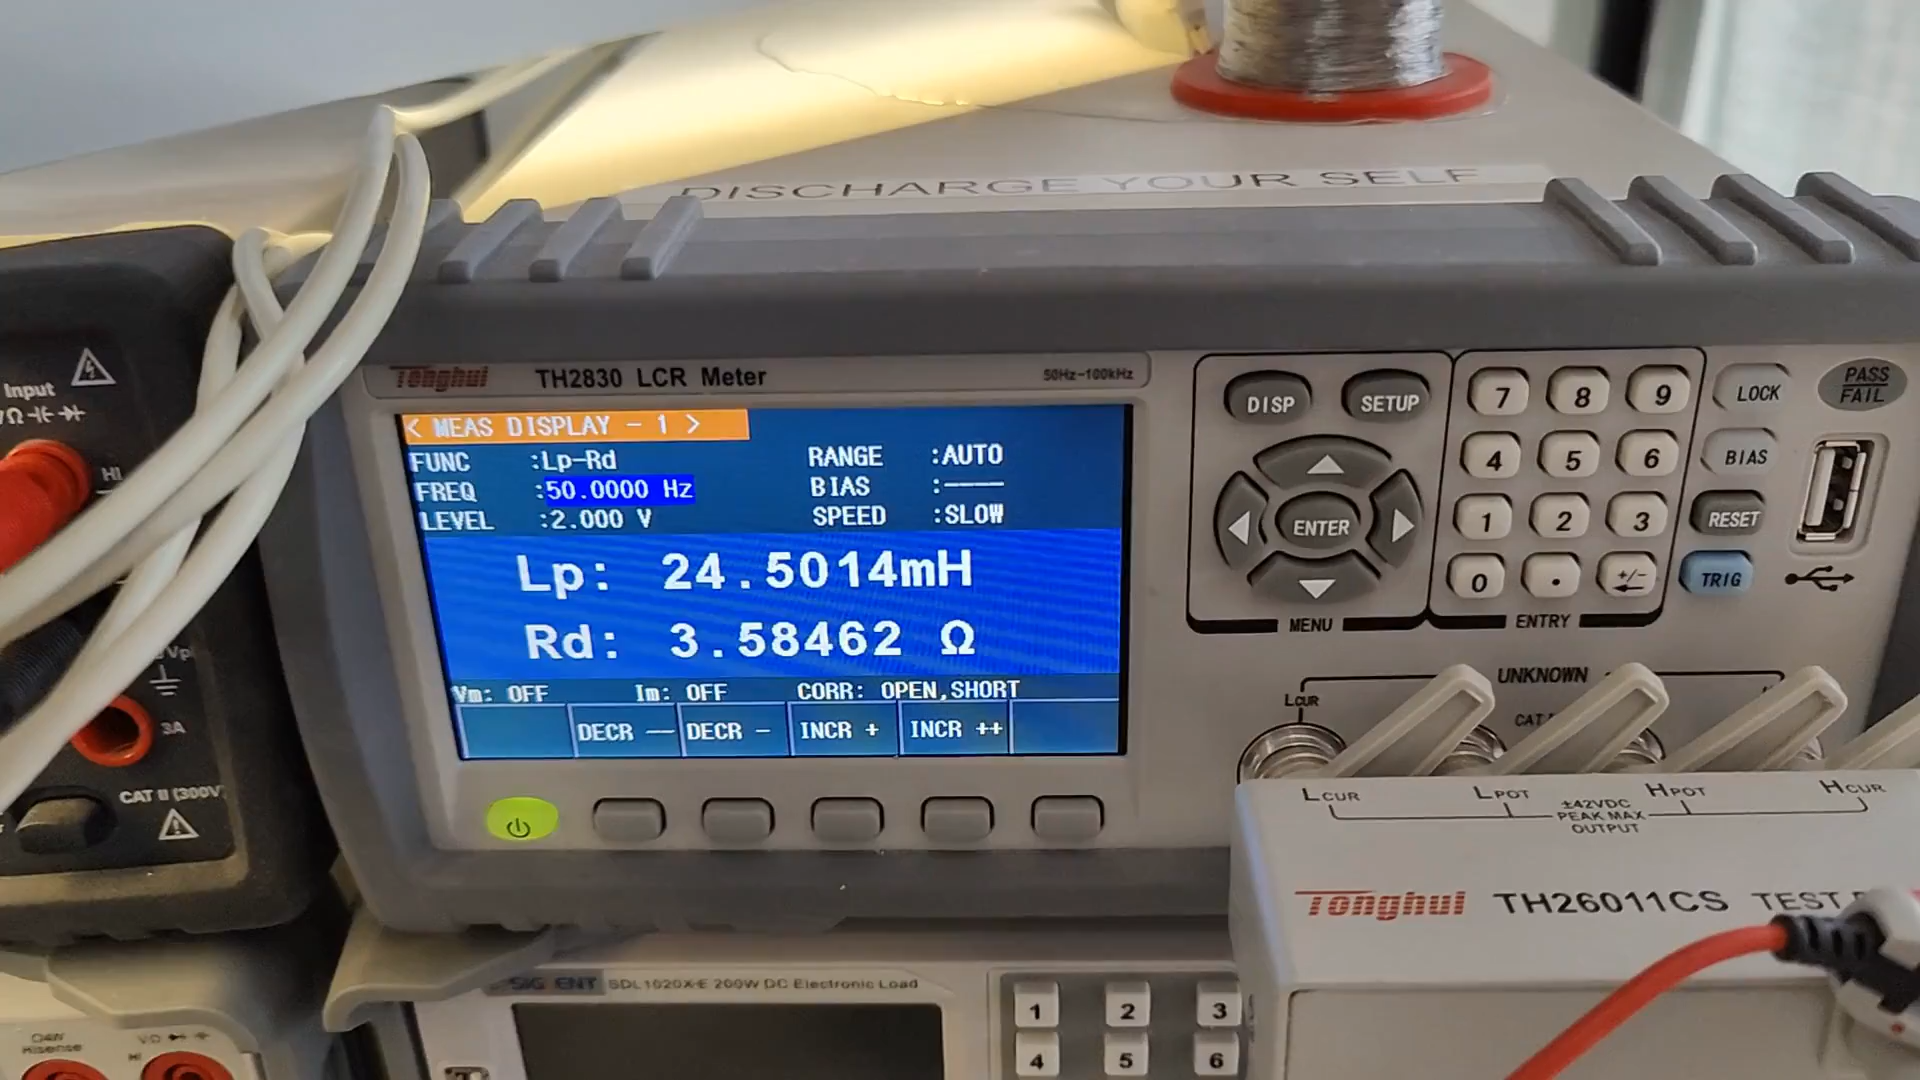 DISCHARGE YOUR SELF
Tonghui TH2830 LCR Meter 50Hz-100kHz
< MEAS DISPLAY - 1 >
FUNC :Lp-Rd RANGE :AUTO
FREQ :50.0000 Hz BIAS :----
LEVEL :2.000 V SPEED :SLOW
Lp: 24.5014mH
Rd: 3.58462 Ω
Vm: OFF Im: OFF CORR: OPEN,SHORT
DECR -- DECR - INCR + INCR ++
DISP SETUP
ENTER
MENU
7 8 9
4 5 6
1 2 3
0 . +/-
ENTRY
LOCK
BIAS
RESET
TRIG
PASS
FAIL
UNKNOWN
LCUR
LCUR LPOT HPOT HCUR
±42VDC
PEAK MAX
OUTPUT
Tonghui TH26011CS TEST
Input
HI
3A
CAT II (300V)
SIGLENT SDL1020X-E 200W DC Electronic Load
1 2 3
4 5 6
Ω4W
Hisense
VΩ
HI